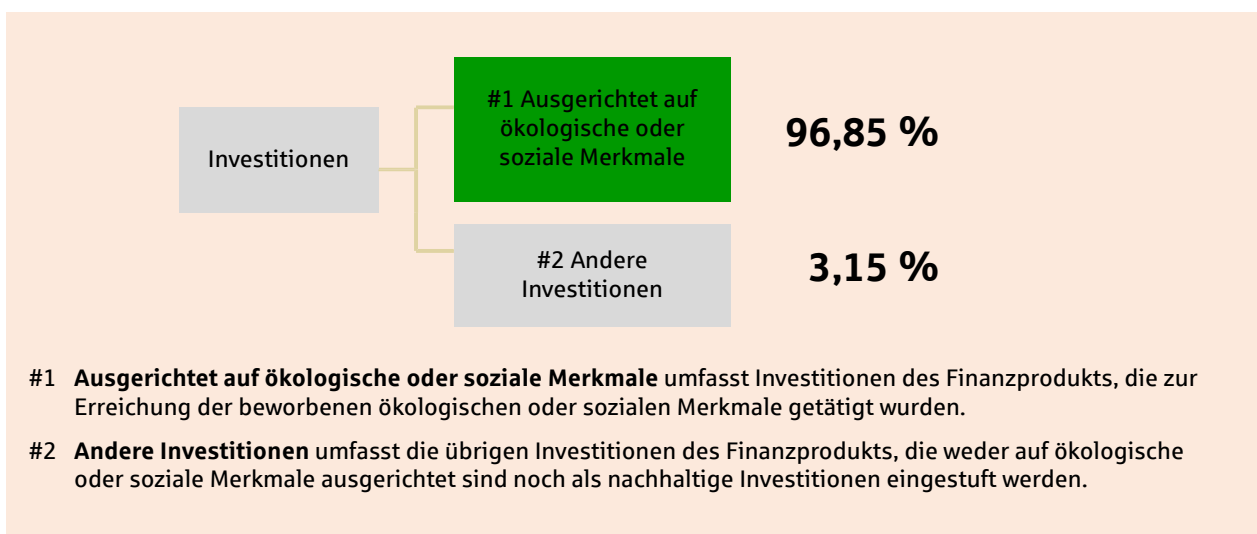 #1 Ausgerichtet auf
ökologische oder
soziale Merkmale
96,85 %
Investitionen
#2 Andere
Investitionen
3,15 %
#1 Ausgerichtet auf ökologische oder soziale Merkmale umfasst Investitionen des Finanzprodukts, die zur
Erreichung der beworbenen ökologischen oder sozialen Merkmale getätigt wurden.
#2 Andere Investitionen umfasst die übrigen Investitionen des Finanzprodukts, die weder auf ökologische
oder soziale Merkmale ausgerichtet sind noch als nachhaltige Investitionen eingestuft werden.